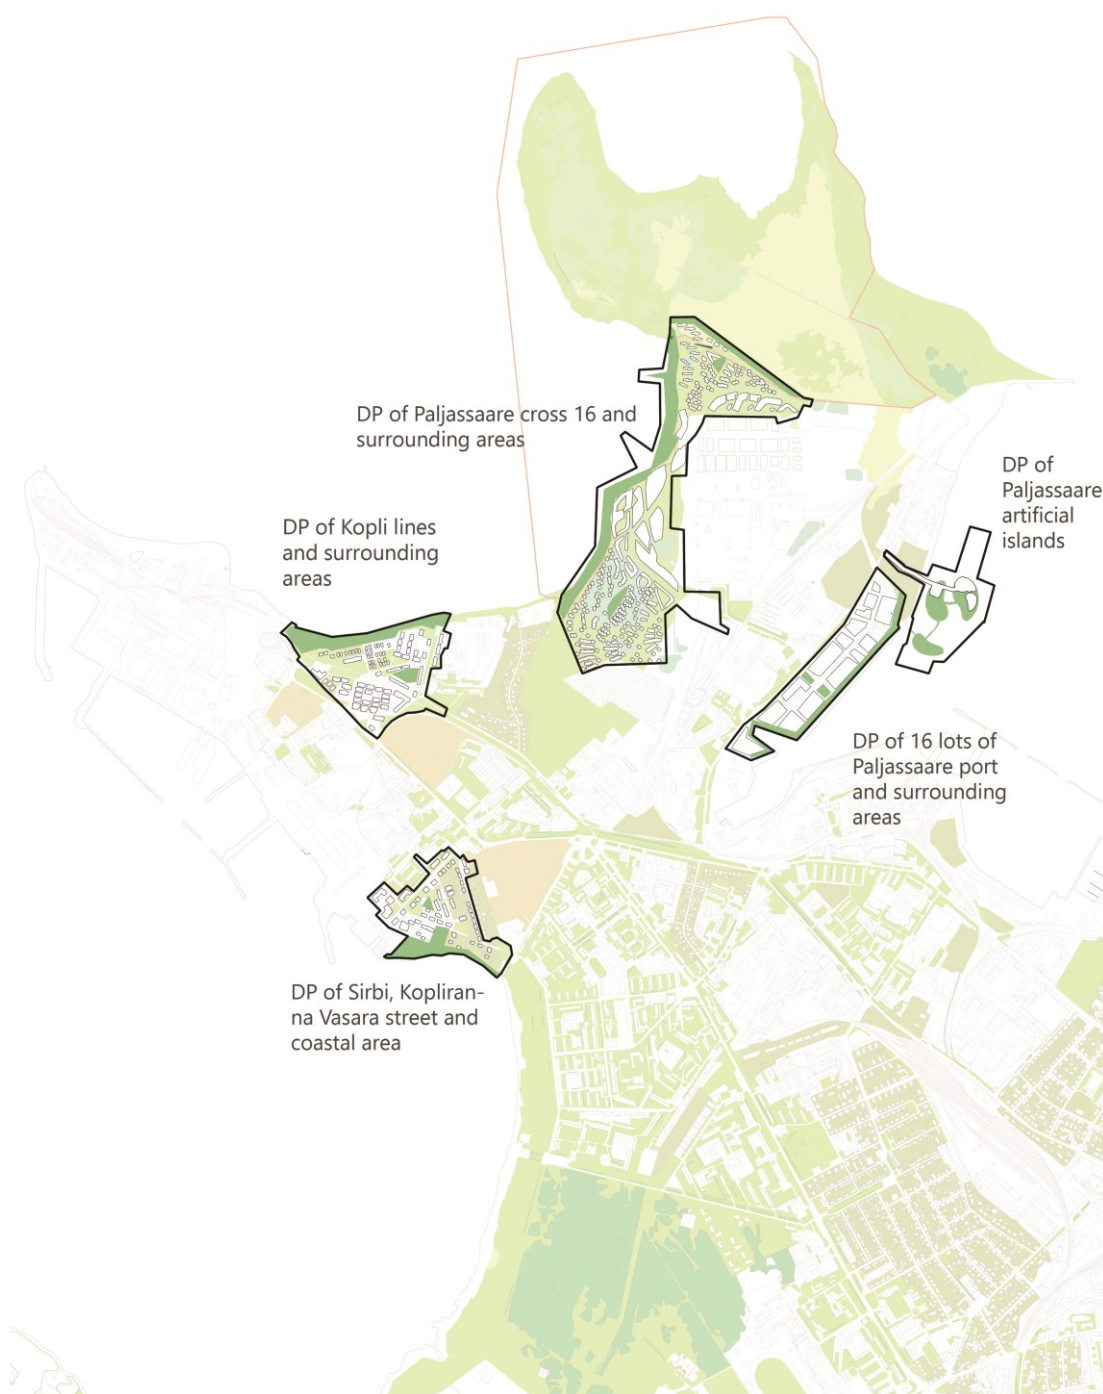 DP of Paljassaare cross 16 and
surrounding areas
DP of Kopli lines
and surrounding
areas
DP of
Paljassaare
artificial
islands
DP of 16 lots of
Paljassaare port
and surrounding
areas
DP of Sirbi, Kopliran-
na Vasara street and
coastal area